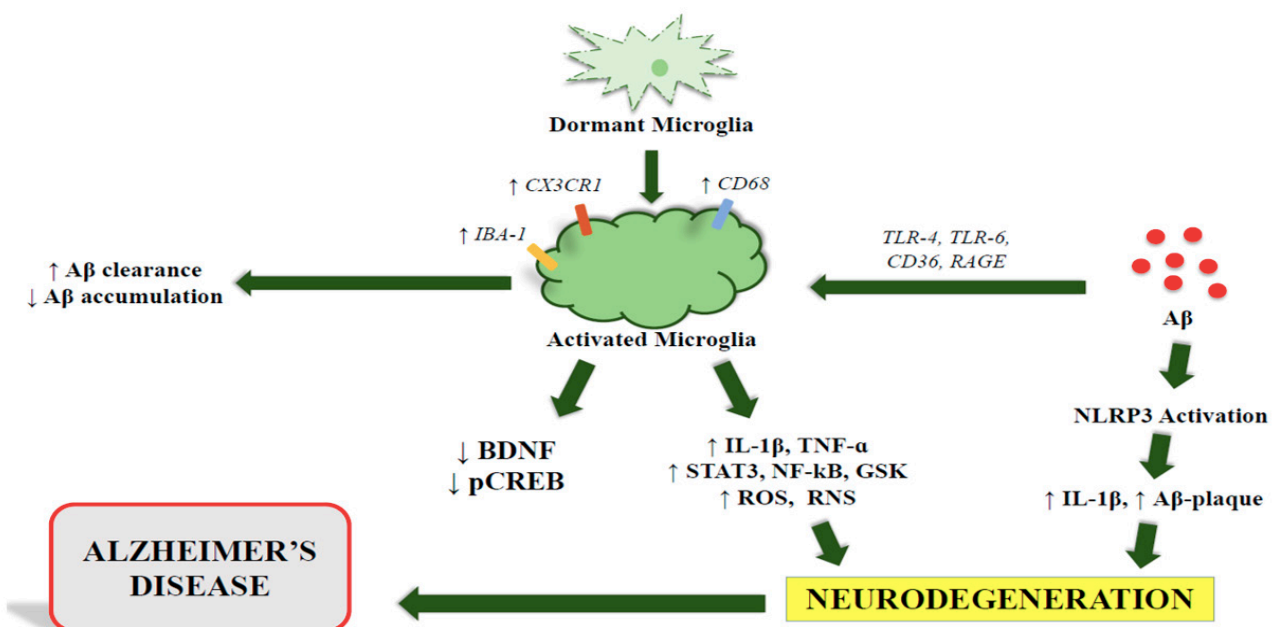 Dormant Microglia
↑ CX3CR1
↑ CD68
↑ IBA-1
TLR-4, TLR-6,
CD36, RAGE
↑ Aβ clearance
↓ Aβ accumulation
Aβ
Activated Microglia
NLRP3 Activation
↓ BDNF
↓ pCREB
↑ IL-1β, TNF-α
↑ STAT3, NF-kB, GSK
↑ ROS, RNS
↑ IL-1β, ↑ Aβ-plaque
ALZHEIMER'S
DISEASE
NEURODEGENERATION